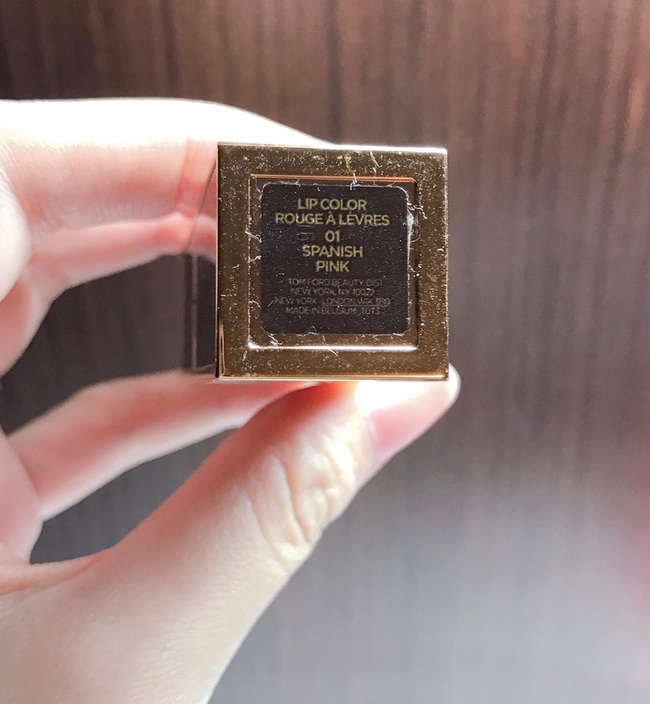 LIP COLOR
ROUGE À LÈVRES
01
SPANISH
PINK
TOM FORD BEAUTY, DIST
NEW YORK, NY 10022
NEW YORK LONDON W1K 3BQ
MADE IN BELGIUM